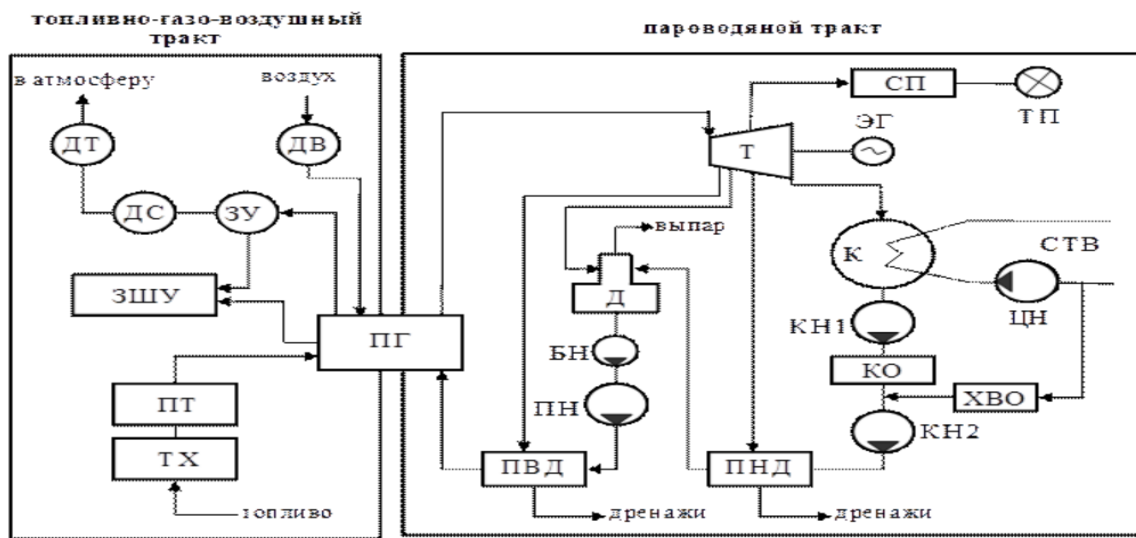 топливно-газо-воздушный
тракт
пароводяной тракт
в атмосферу
воздух
СП
ТП
ЭГ
ДТ
ДВ
Т
ДС
ЗУ
выпар
К
СТВ
ЗШУ
Д
ЦН
ПГ
КН1
БН
КО
ПТ
ПН
ХВО
КН2
ТХ
ПВД
ПНД
топливо
дренажи
дренажи